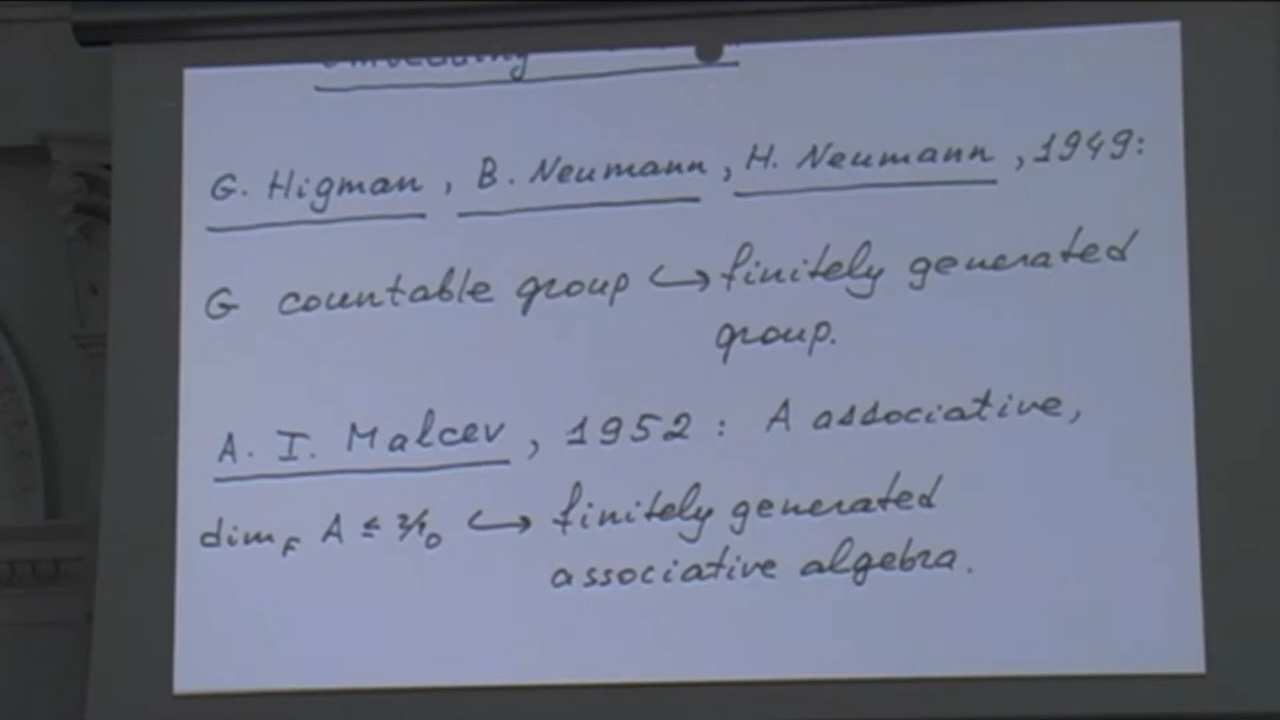 G. Higman, B. Neumann, H. Neumann, 1949:
G countable group ↪ finitely generated
group.
A. I. Malcev, 1952: A associative,
dim_F A ≤ ℵ₀ ↪ finitely generated
associative algebra.